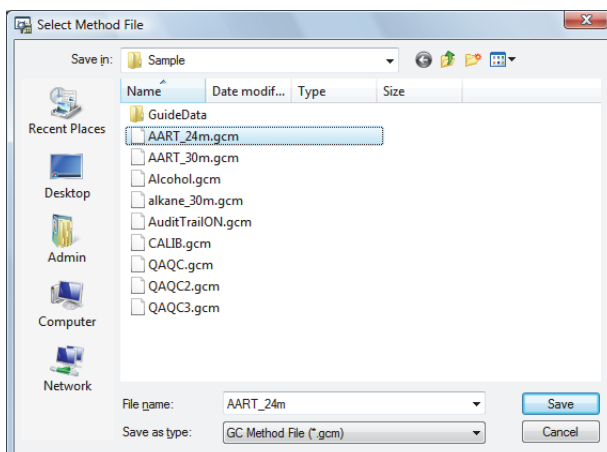 Select Method File
Save in: Sample
Name Date modif... Type Size
GuideData
AART_24m.gcm
AART_30m.gcm
Alcohol.gcm
alkane_30m.gcm
AuditTrailON.gcm
CALIB.gcm
QAQC.gcm
QAQC2.gcm
QAQC3.gcm
Recent Places
Desktop
Admin
Computer
Network
File name: AART_24m Save
Save as type: GC Method File (*.gcm) Cancel